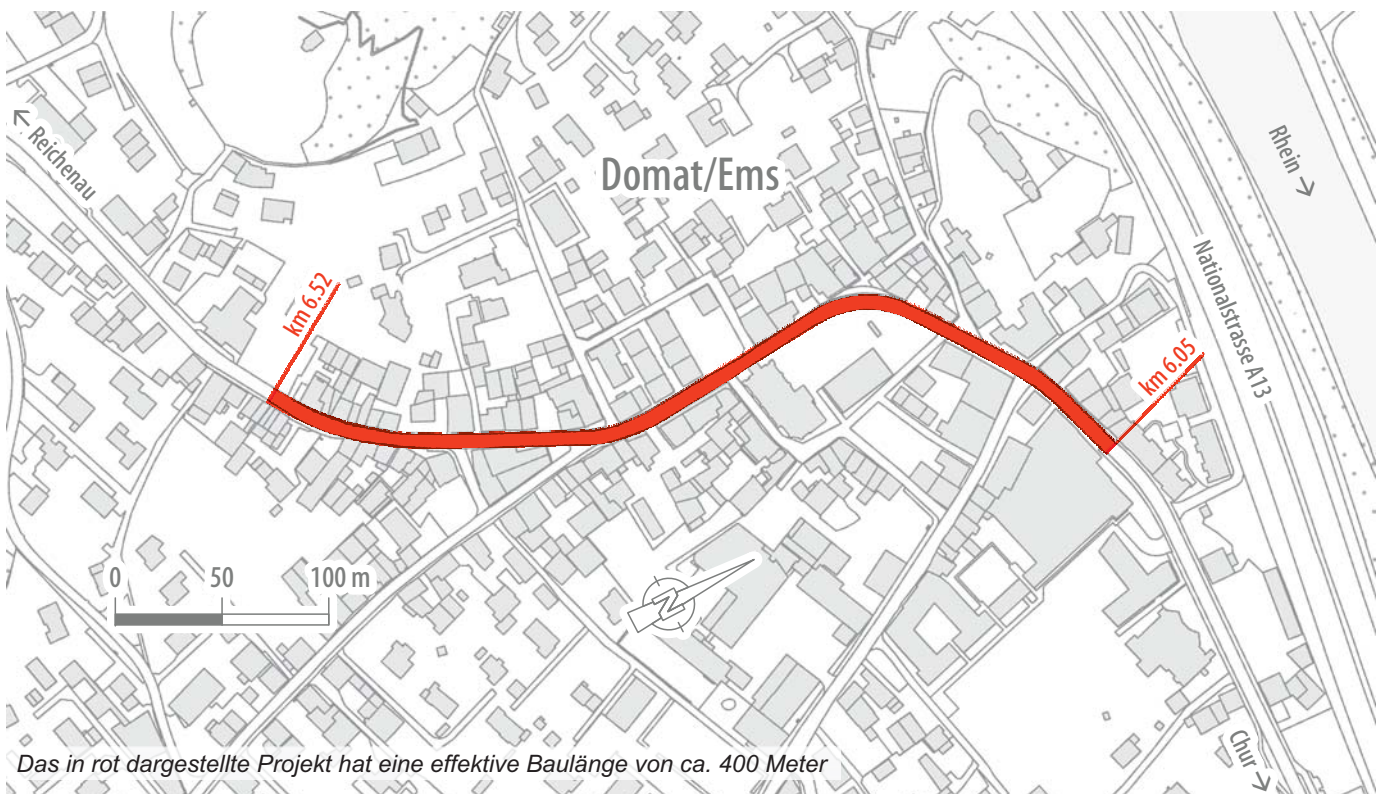 ← Reichenau
Domat/Ems
Rhein →
Nationalstrasse A13
km 6.52
km 6.05
0 50 100 m
N
Chur →
Das in rot dargestellte Projekt hat eine effektive Baulänge von ca. 400 Meter